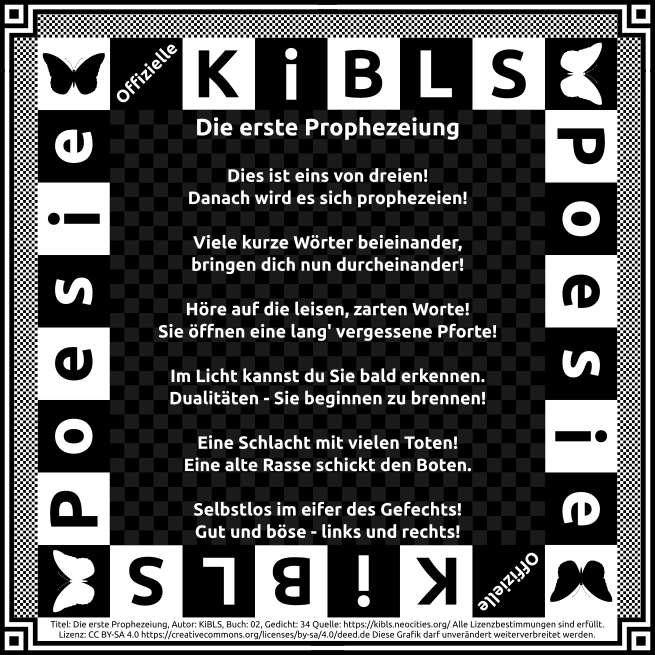 Offizielle
KiBLS
Poesie
Poesie
Die erste Prophezeiung
Dies ist eins von dreien!
Danach wird es sich prophezeien!
Viele kurze Wörter beieinander,
bringen dich nun durcheinander!
Höre auf die leisen, zarten Worte!
Sie öffnen eine lang' vergessene Pforte!
Im Licht kannst du Sie bald erkennen.
Dualitäten - Sie beginnen zu brennen!
Eine Schlacht mit vielen Toten!
Eine alte Rasse schickt den Boten.
Selbstlos im eifer des Gefechts!
Gut und böse - links und rechts!
Offizielle
KiBLS
Titel: Die erste Prophezeiung, Autor: KiBLS, Buch: 02, Gedicht: 34 Quelle: https://kibls.neocities.org/ Alle Lizenzbestimmungen sind erfüllt.
Lizenz: CC BY-SA 4.0 https://creativecommons.org/licenses/by-sa/4.0/deed.de Diese Grafik darf unverändert weiterverbreitet werden.